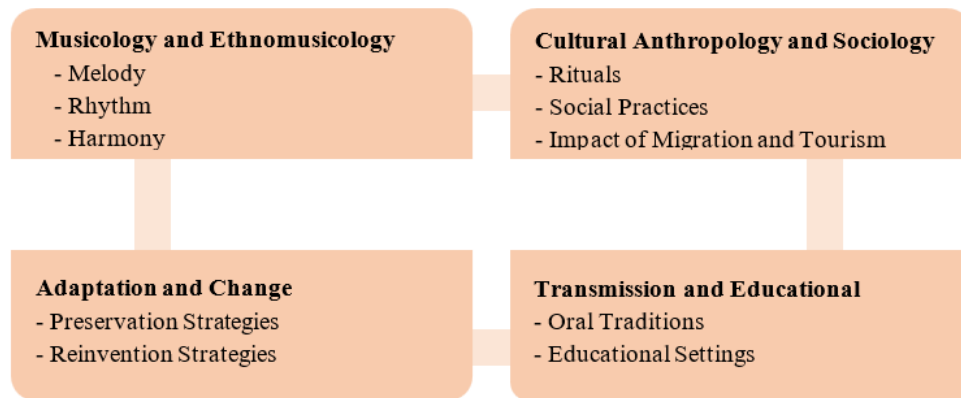 Musicology and Ethnomusicology
- Melody
- Rhythm
- Harmony
Cultural Anthropology and Sociology
- Rituals
- Social Practices
- Impact of Migration and Tourism
Adaptation and Change
- Preservation Strategies
- Reinvention Strategies
Transmission and Educational
- Oral Traditions
- Educational Settings